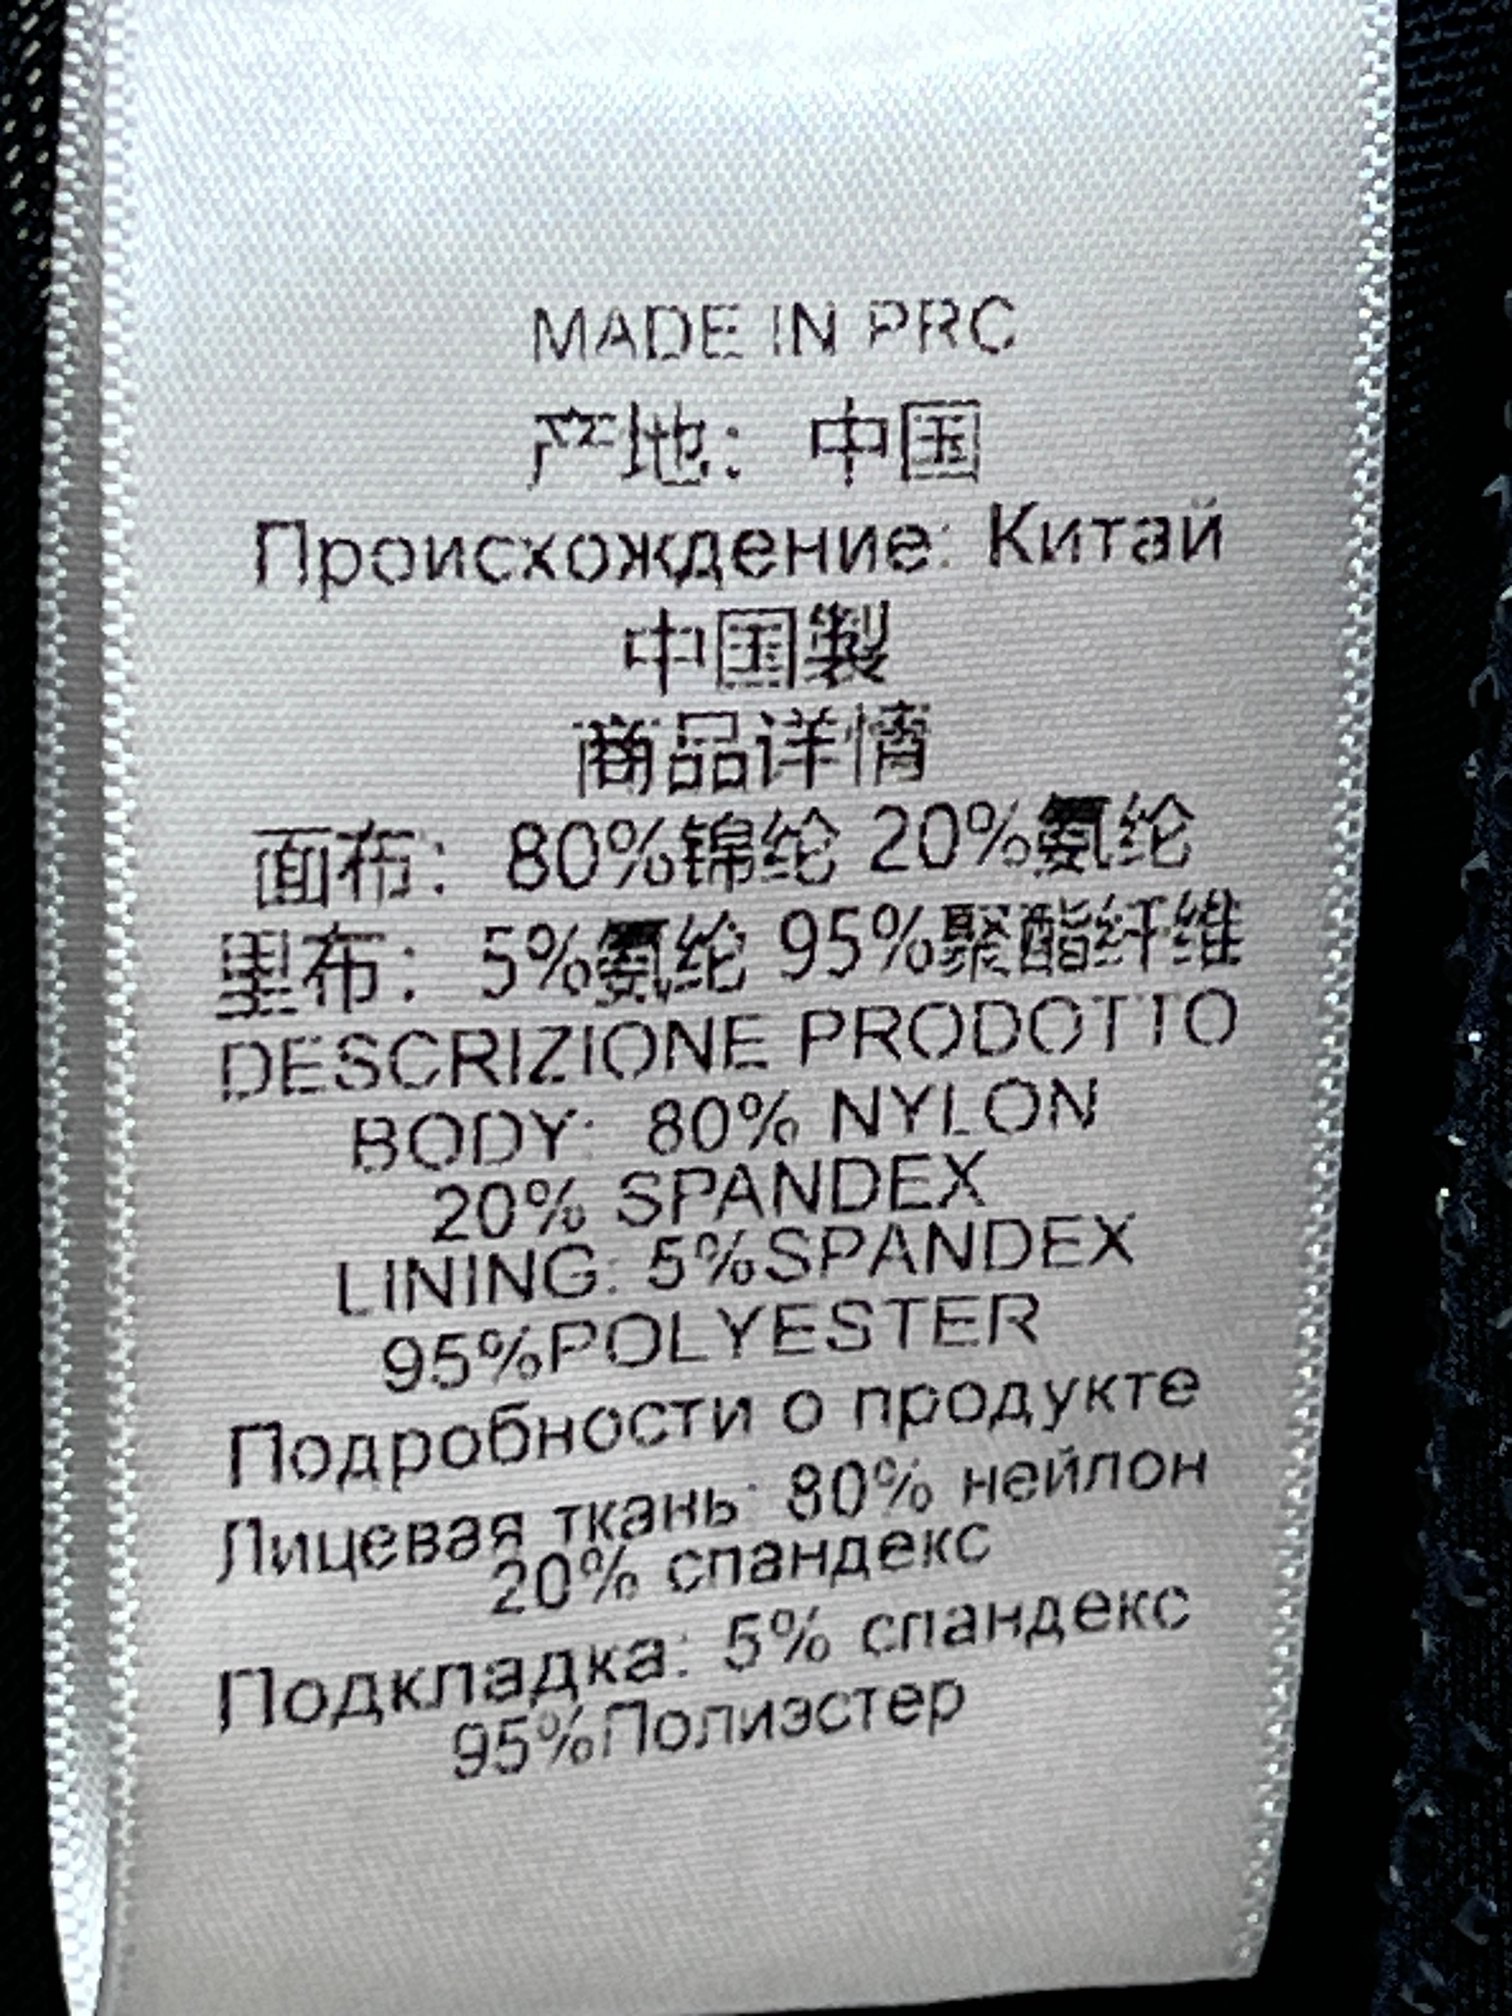 MADE IN PRC
产地： 中国
Происхождение: Китай
中国製
商品详情
面布： 80%锦纶 20%氨纶
里布： 5%氨纶 95%聚酯纤维
DESCRIZIONE PRODOTTO
BODY: 80% NYLON
20% SPANDEX
LINING: 5%SPANDEX
95%POLYESTER
Подробности о продукте
Лицевая ткань: 80% нейлон
20% спандекс
Подкладка: 5% спандекс
95%Полиэстер